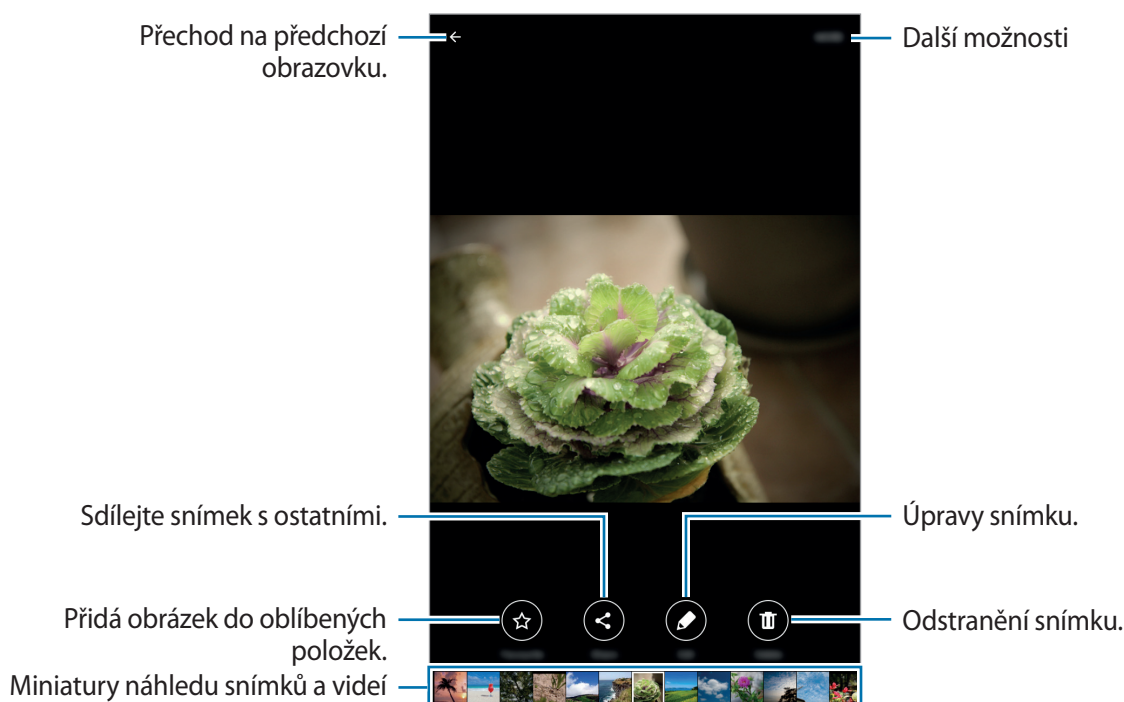 Přechod na předchozí
obrazovku.
Další možnosti
Sdílejte snímek s ostatními.
Úpravy snímku.
Přidá obrázek do oblíbených
položek.
Odstranění snímku.
Miniatury náhledu snímků a videí